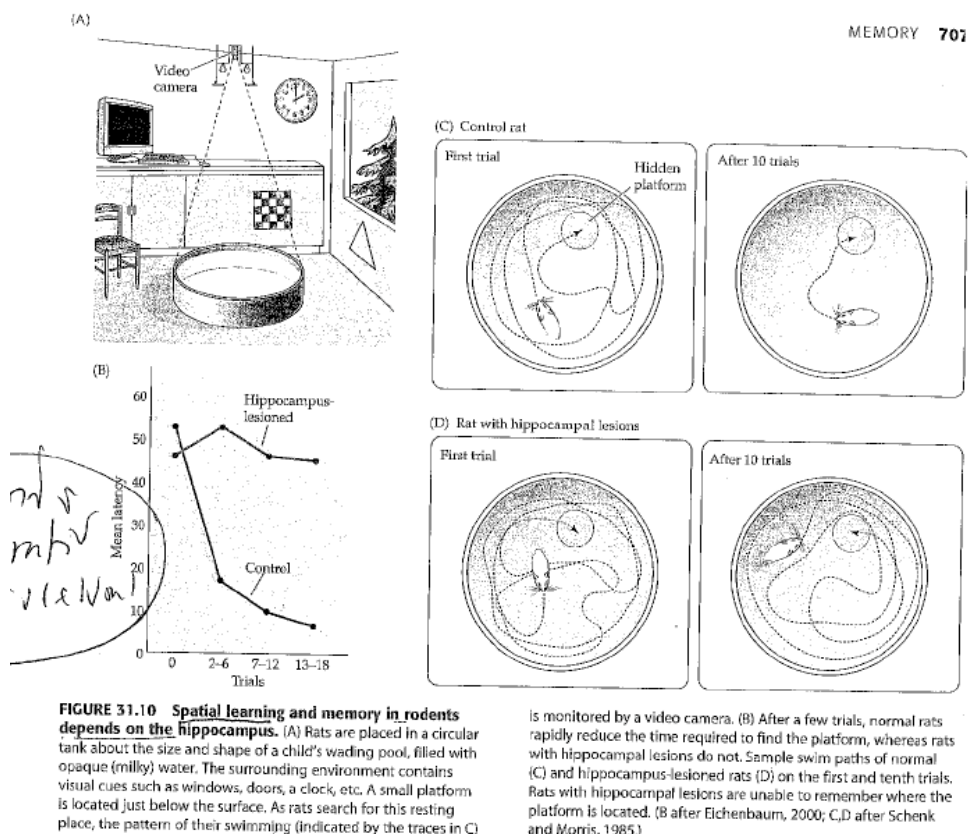 MEMORY 707
(A)
Video
camera
(B)
60
50
40
30
20
10
0
Mean latency
Hippocampus-
lesioned
Control
0 2–6 7–12 13–18
Trials
(C) Control rat
First trial
Hidden
platform
After 10 trials
(D) Rat with hippocampal lesions
First trial
After 10 trials
FIGURE 31.10 Spatial learning and memory in rodents
depends on the hippocampus. (A) Rats are placed in a circular
tank about the size and shape of a child's wading pool, filled with
opaque (milky) water. The surrounding environment contains
visual cues such as windows, doors, a clock, etc. A small platform
is located just below the surface. As rats search for this resting
place, the pattern of their swimming (indicated by the traces in C)
is monitored by a video camera. (B) After a few trials, normal rats
rapidly reduce the time required to find the platform, whereas rats
with hippocampal lesions do not. Sample swim paths of normal
(C) and hippocampus-lesioned rats (D) on the first and tenth trials.
Rats with hippocampal lesions are unable to remember where the
platform is located. (B after Eichenbaum, 2000; C,D after Schenk
and Morris, 1985.)